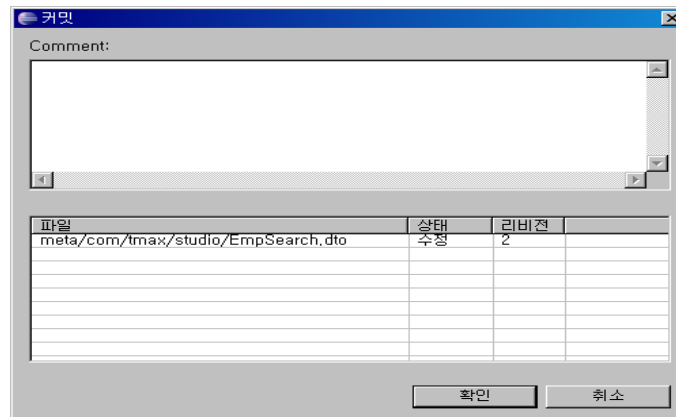 커밋
Comment:
파일 상태 리비전
meta/com/tmax/studio/EmpSearch.dto 수정 2
확인 취소